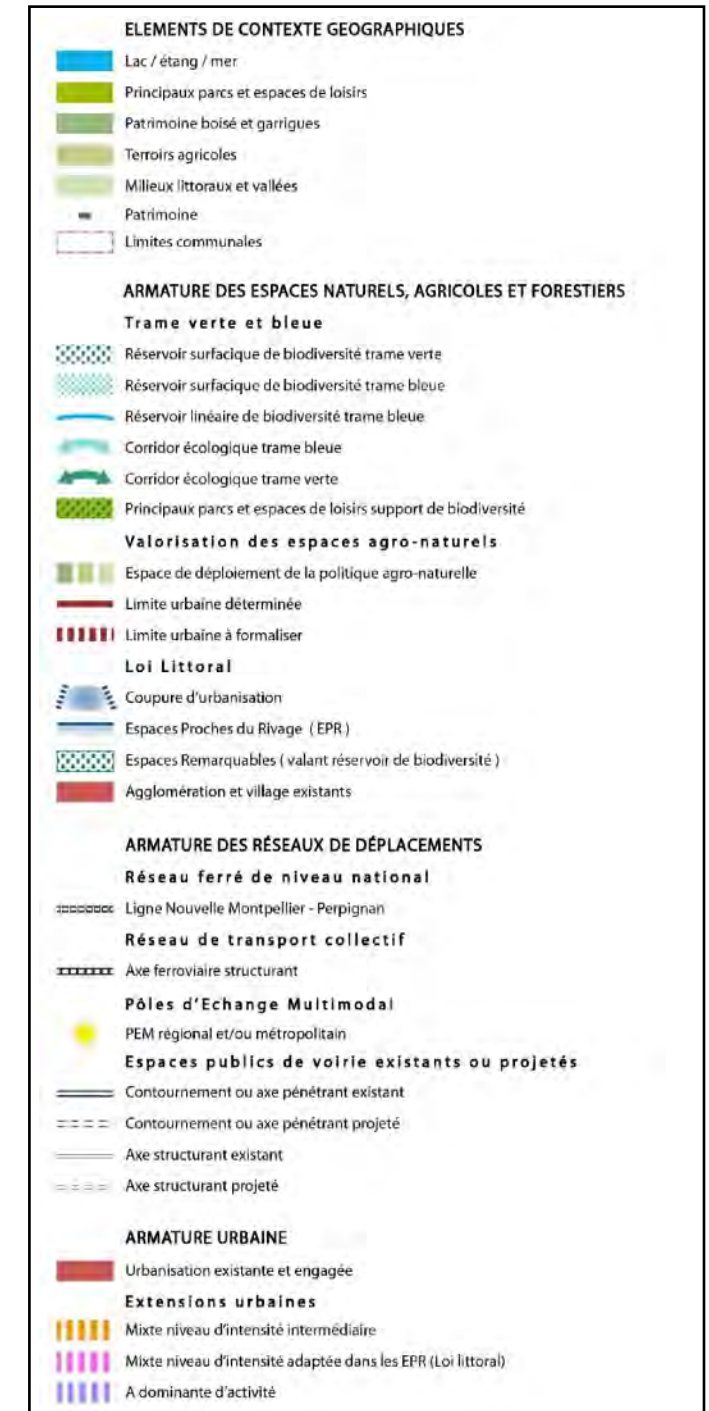 ELEMENTS DE CONTEXTE GEOGRAPHIQUES
Lac / étang / mer
Principaux parcs et espaces de loisirs
Patrimoine boisé et garrigues
Terroirs agricoles
Milieux littoraux et vallées
Patrimoine
Limites communales
ARMATURE DES ESPACES NATURELS, AGRICOLES ET FORESTIERS
Trame verte et bleue
Réservoir surfacique de biodiversité trame verte
Réservoir surfacique de biodiversité trame bleue
Réservoir linéaire de biodiversité trame bleue
Corridor écologique trame bleue
Corridor écologique trame verte
Principaux parcs et espaces de loisirs support de biodiversité
Valorisation des espaces agro-naturels
Espace de déploiement de la politique agro-naturelle
Limite urbaine déterminée
Limite urbaine à formaliser
Loi Littoral
Coupure d'urbanisation
Espaces Proches du Rivage ( EPR )
Espaces Remarquables ( valant réservoir de biodiversité )
Agglomération et village existants
ARMATURE DES RÉSEAUX DE DÉPLACEMENTS
Réseau ferré de niveau national
Ligne Nouvelle Montpellier - Perpignan
Réseau de transport collectif
Axe ferroviaire structurant
Pôles d'Echange Multimodal
PEM régional et/ou métropolitain
Espaces publics de voirie existants ou projetés
Contournement ou axe pénétrant existant
Contournement ou axe pénétrant projeté
Axe structurant existant
Axe structurant projeté
ARMATURE URBAINE
Urbanisation existante et engagée
Extensions urbaines
Mixte niveau d'intensité intermédiaire
Mixte niveau d'intensité adaptée dans les EPR (Loi littoral)
A dominante d'activité